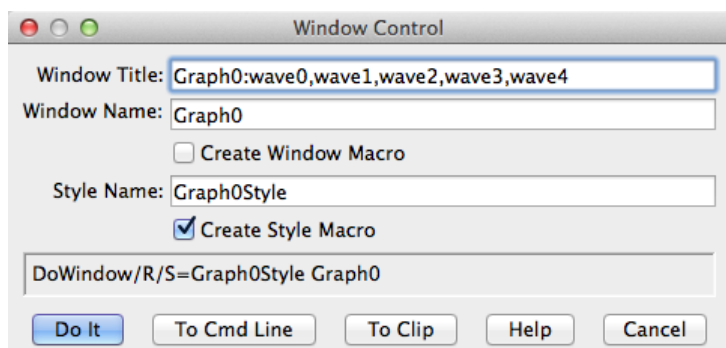 Window Control
Window Title: Graph0:wave0,wave1,wave2,wave3,wave4
Window Name: Graph0
Create Window Macro
Style Name: Graph0Style
Create Style Macro
DoWindow/R/S=Graph0Style Graph0
Do It To Cmd Line To Clip Help Cancel